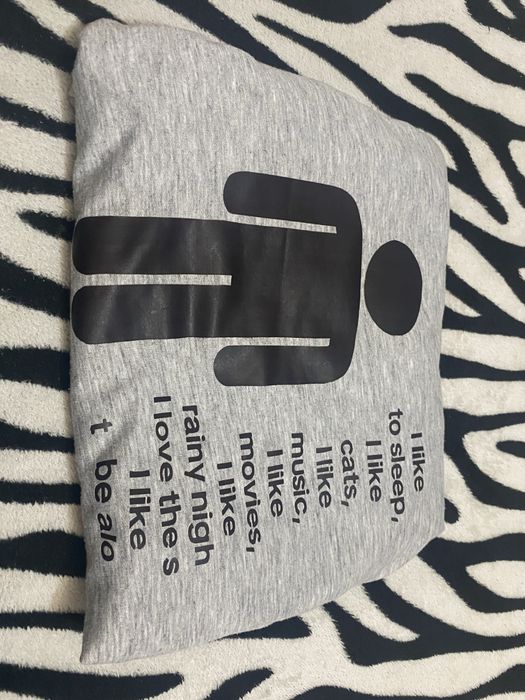 I like
to sleep,
I like
cats,
I like
music,
I like
movies,
I like
rainy nigh
I love the s
I like
t be alo